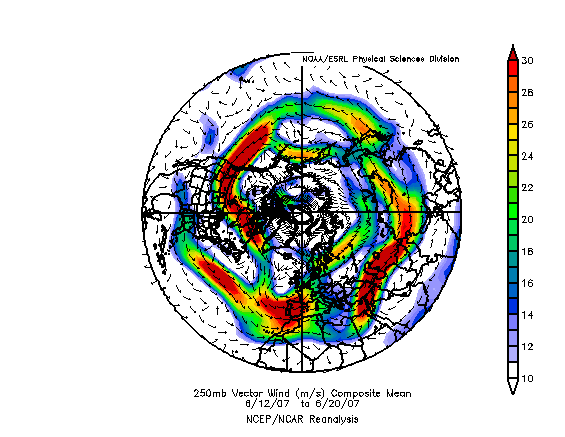 NOAA/ESRL Physical Sciences Division
30
28
26
24
22
20
18
16
14
12
10
250mb Vector Wind (m/s) Composite Mean
6/12/07 to 6/20/07
NCEP/NCAR Reanalysis